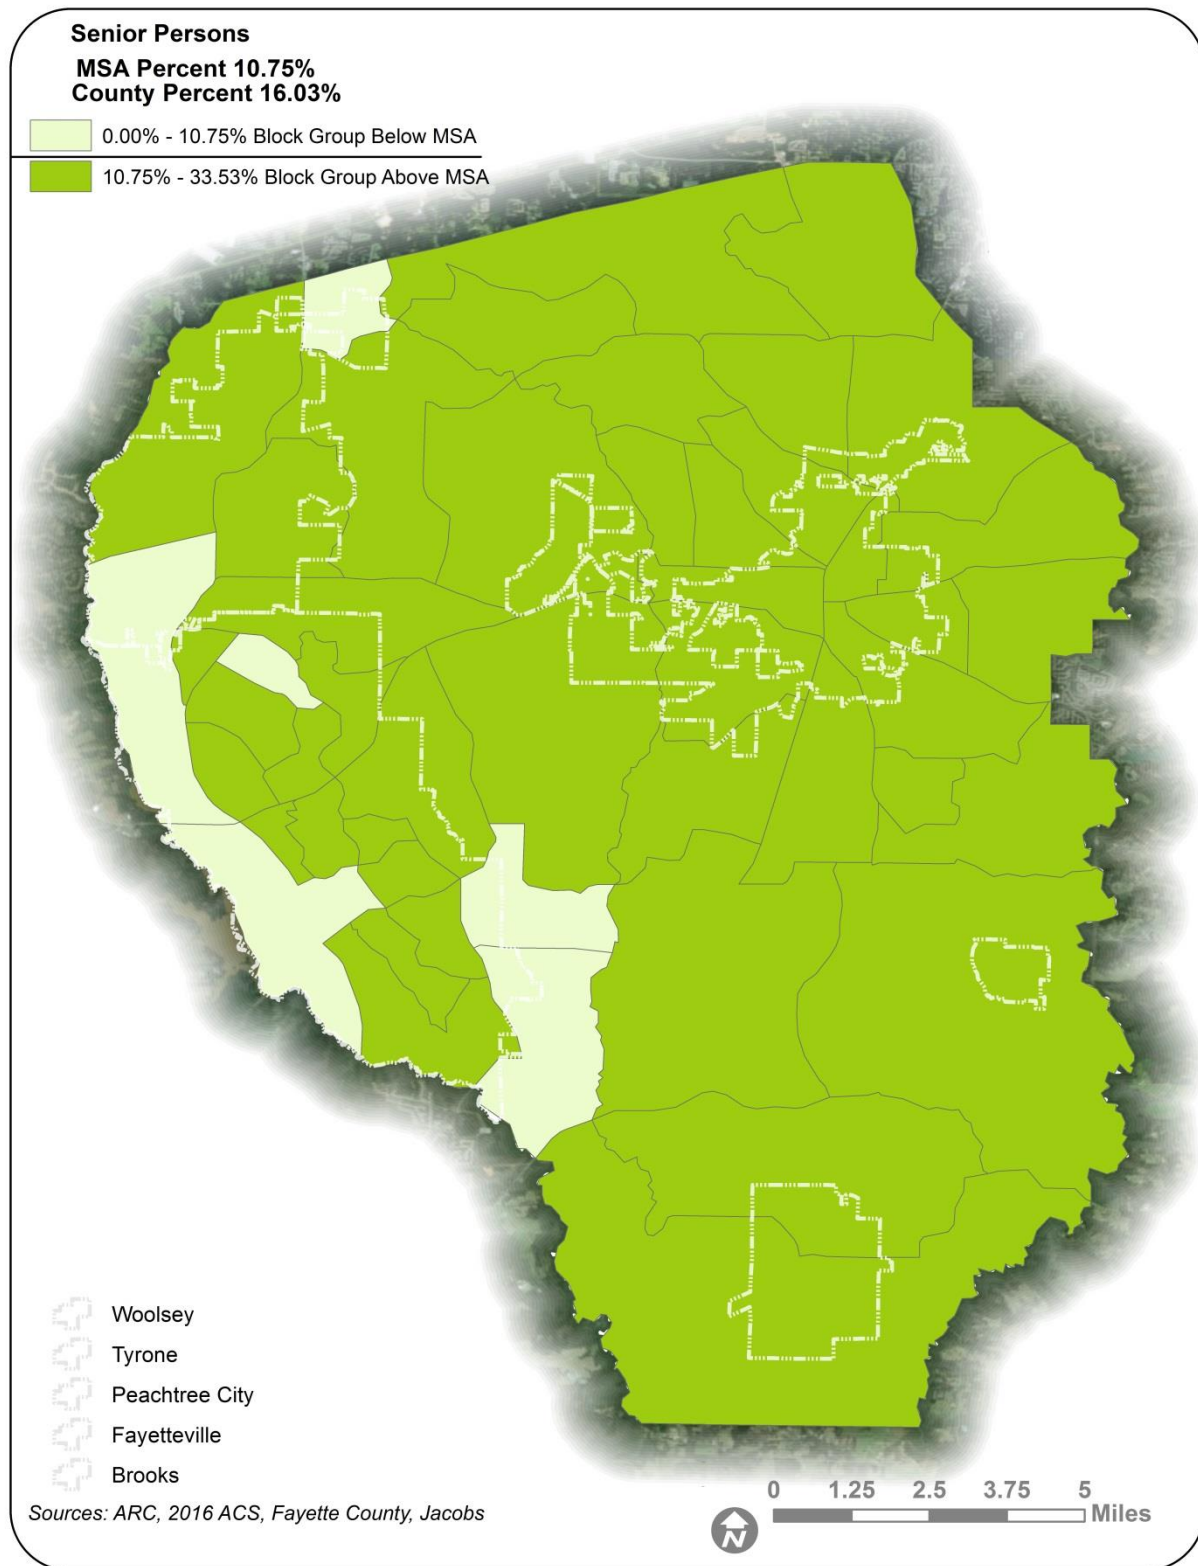 Senior Persons
MSA Percent 10.75%
County Percent 16.03%
0.00% - 10.75% Block Group Below MSA
10.75% - 33.53% Block Group Above MSA
Woolsey
Tyrone
Peachtree City
Fayetteville
Brooks
Sources: ARC, 2016 ACS, Fayette County, Jacobs
N
0 1.25 2.5 3.75 5
Miles